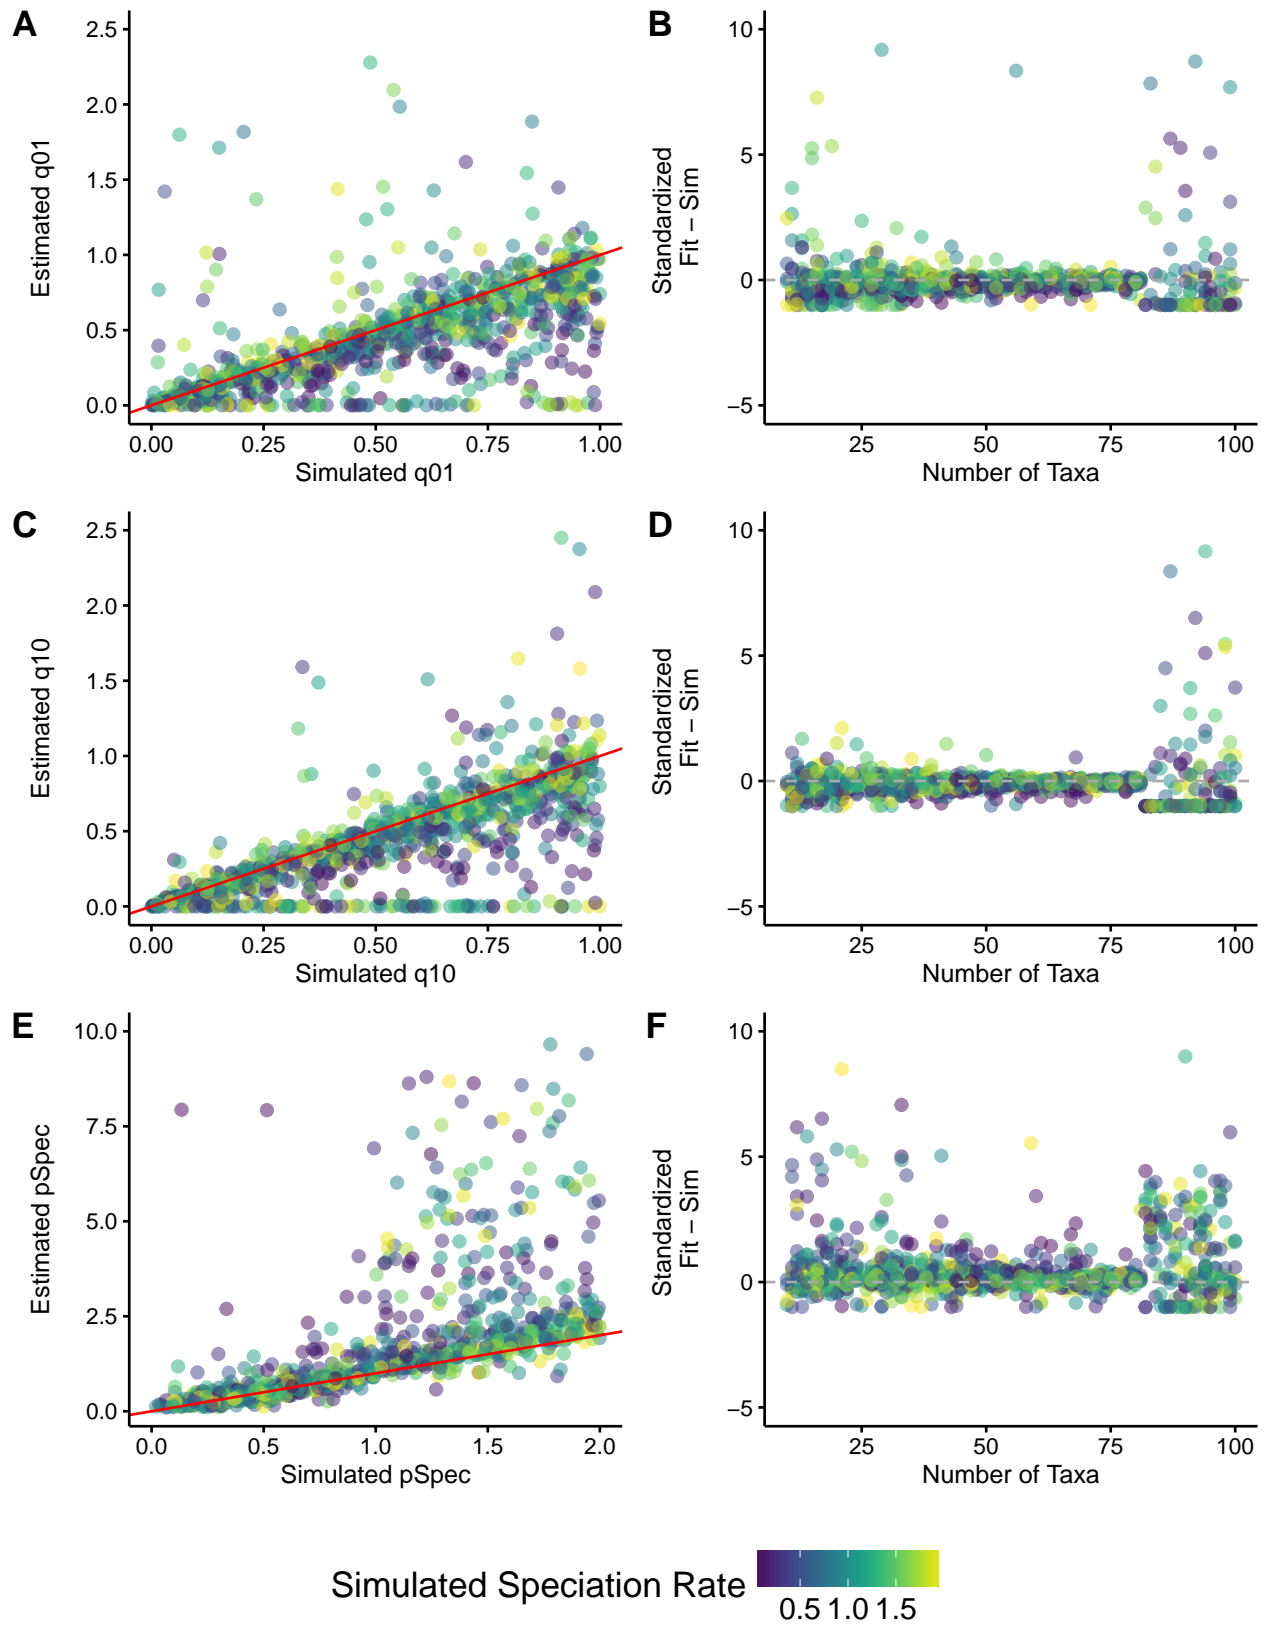 A
B
2.5
2.0
1.5
1.0
0.5
0.0
Estimated q01
0.00 0.25 0.50 0.75 1.00
Simulated q01
10
5
0
−5
Standardized
Fit − Sim
25 50 75 100
Number of Taxa
C
D
2.5
2.0
1.5
1.0
0.5
0.0
Estimated q10
0.00 0.25 0.50 0.75 1.00
Simulated q10
10
5
0
−5
Standardized
Fit − Sim
25 50 75 100
Number of Taxa
E
F
10.0
7.5
5.0
2.5
0.0
Estimated pSpec
0.0 0.5 1.0 1.5 2.0
Simulated pSpec
10
5
0
−5
Standardized
Fit − Sim
25 50 75 100
Number of Taxa
Simulated Speciation Rate
0.5 1.0 1.5